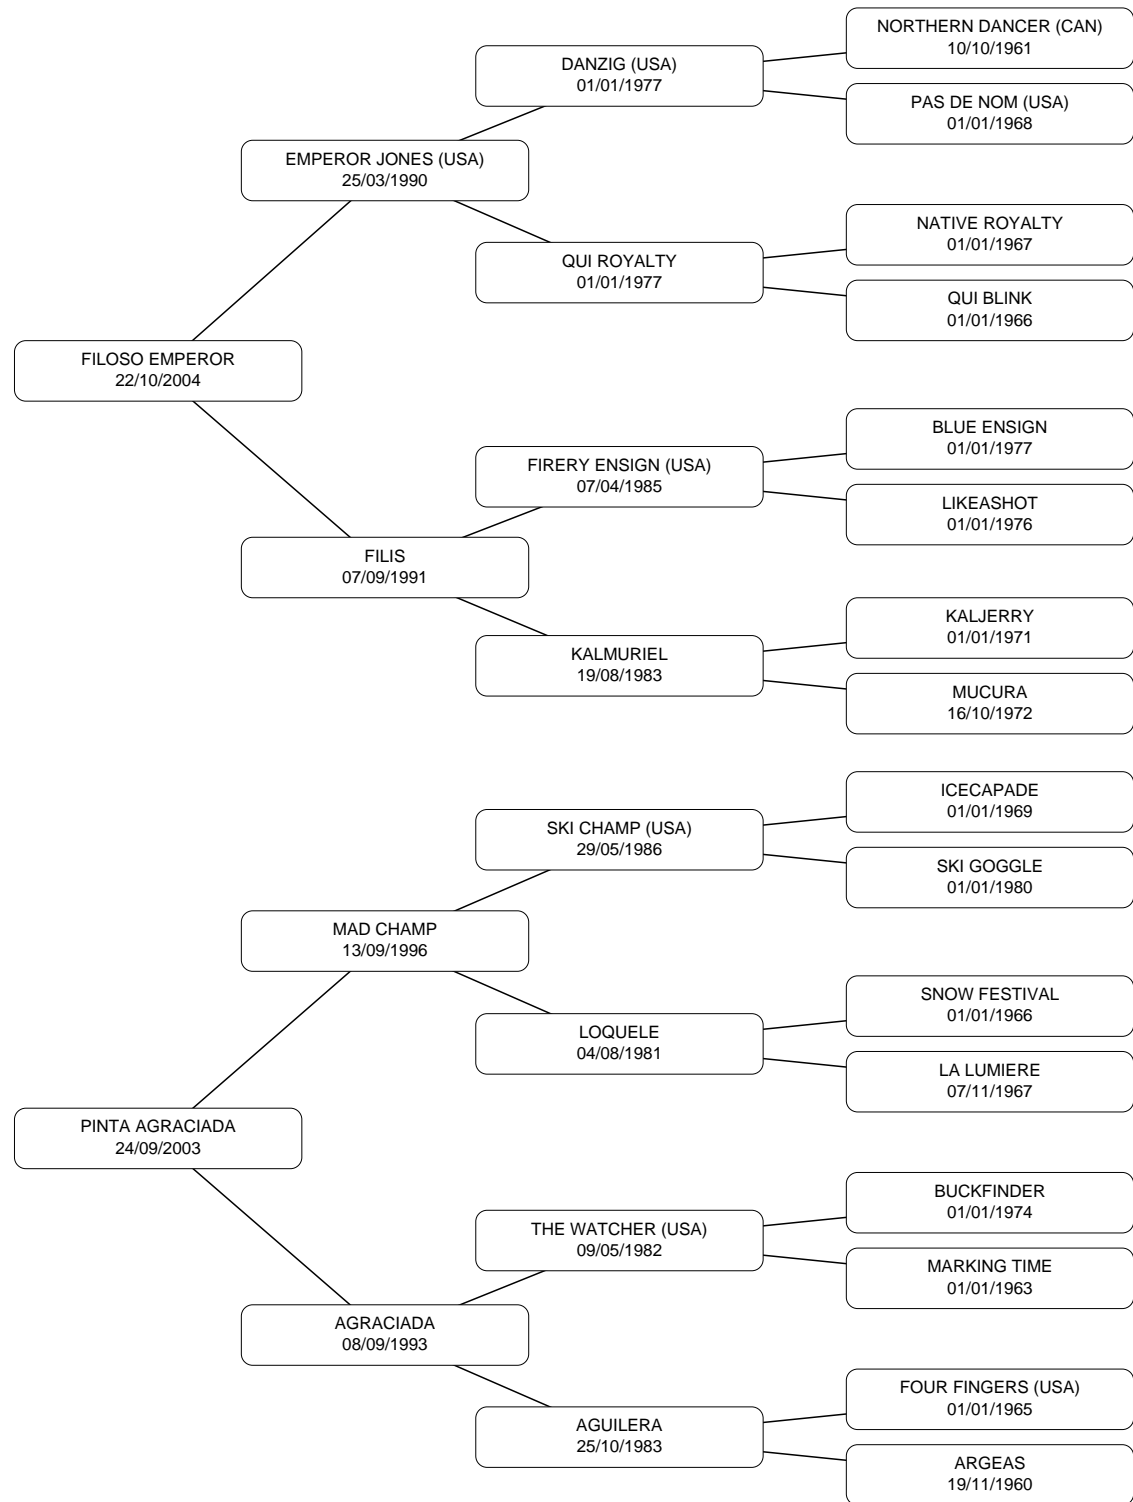 NORTHERN DANCER (CAN)
10/10/1961
DANZIG (USA)
01/01/1977
PAS DE NOM (USA)
01/01/1968
EMPEROR JONES (USA)
25/03/1990
NATIVE ROYALTY
01/01/1967
QUI ROYALTY
01/01/1977
QUI BLINK
01/01/1966
FILOSO EMPEROR
22/10/2004
BLUE ENSIGN
01/01/1977
FIRERY ENSIGN (USA)
07/04/1985
LIKEASHOT
01/01/1976
FILIS
07/09/1991
KALJERRY
01/01/1971
KALMURIEL
19/08/1983
MUCURA
16/10/1972
ICECAPADE
01/01/1969
SKI CHAMP (USA)
29/05/1986
SKI GOGGLE
01/01/1980
MAD CHAMP
13/09/1996
SNOW FESTIVAL
01/01/1966
LOQUELE
04/08/1981
LA LUMIERE
07/11/1967
PINTA AGRACIADA
24/09/2003
BUCKFINDER
01/01/1974
THE WATCHER (USA)
09/05/1982
MARKING TIME
01/01/1963
AGRACIADA
08/09/1993
FOUR FINGERS (USA)
01/01/1965
AGUILERA
25/10/1983
ARGEAS
19/11/1960